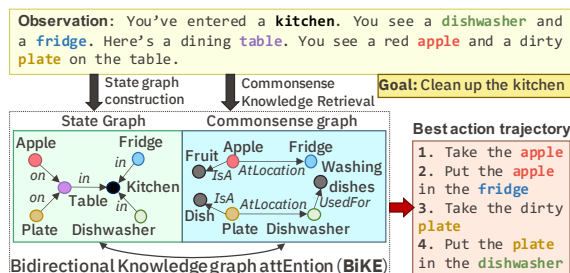 Observation: You've entered a kitchen. You see a dishwasher and
a fridge. Here's a dining table. You see a red apple and a dirty
plate on the table.
State graph
construction
Commonsense
Knowledge Retrieval
Goal: Clean up the kitchen
State Graph
Apple
Fridge
on
in
in
on
Table
Kitchen
in
Plate
Dishwasher
Commonsense graph
Apple
Fridge
Fruit
IsA
AtLocation
Washing
dishes
IsA
AtLocation
UsedFor
Dish
Plate
Dishwasher
Bidirectional Knowledge graph attEntion (BiKE)
Best action trajectory
1. Take the apple
2. Put the apple
in the fridge
3. Take the dirty
plate
4. Put the plate
in the dishwasher